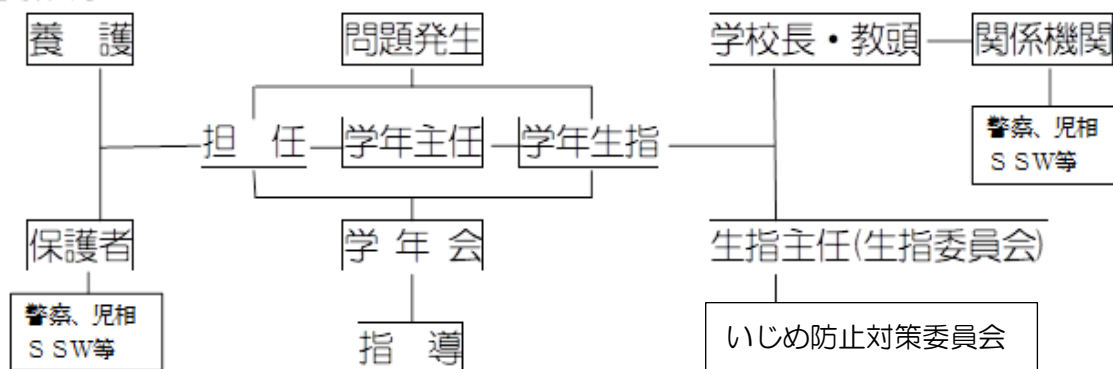 養　護
問題発生
学校長・教頭
関係機関
警察、児相
ＳＳＷ等
担　任
学年主任
学年生指
保護者
学 年 会
生指主任(生指委員会)
警察、児相
ＳＳＷ等
指　導
いじめ防止対策委員会